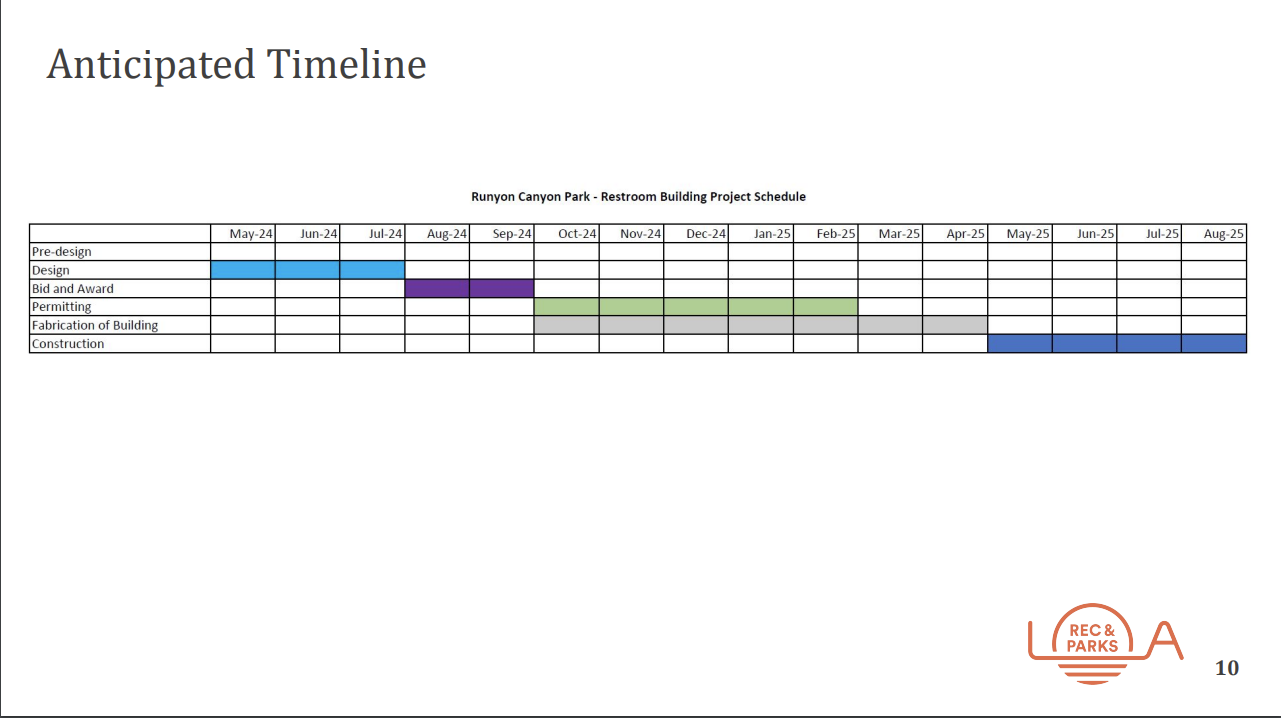 Anticipated Timeline
Runyon Canyon Park - Restroom Building Project Schedule
May-24 Jun-24 Jul-24 Aug-24 Sep-24 Oct-24 Nov-24 Dec-24 Jan-25 Feb-25 Mar-25 Apr-25 May-25 Jun-25 Jul-25 Aug-25
Pre-design
Design
Bid and Award
Permitting
Fabrication of Building
Construction
L REC & A
PARKS
10